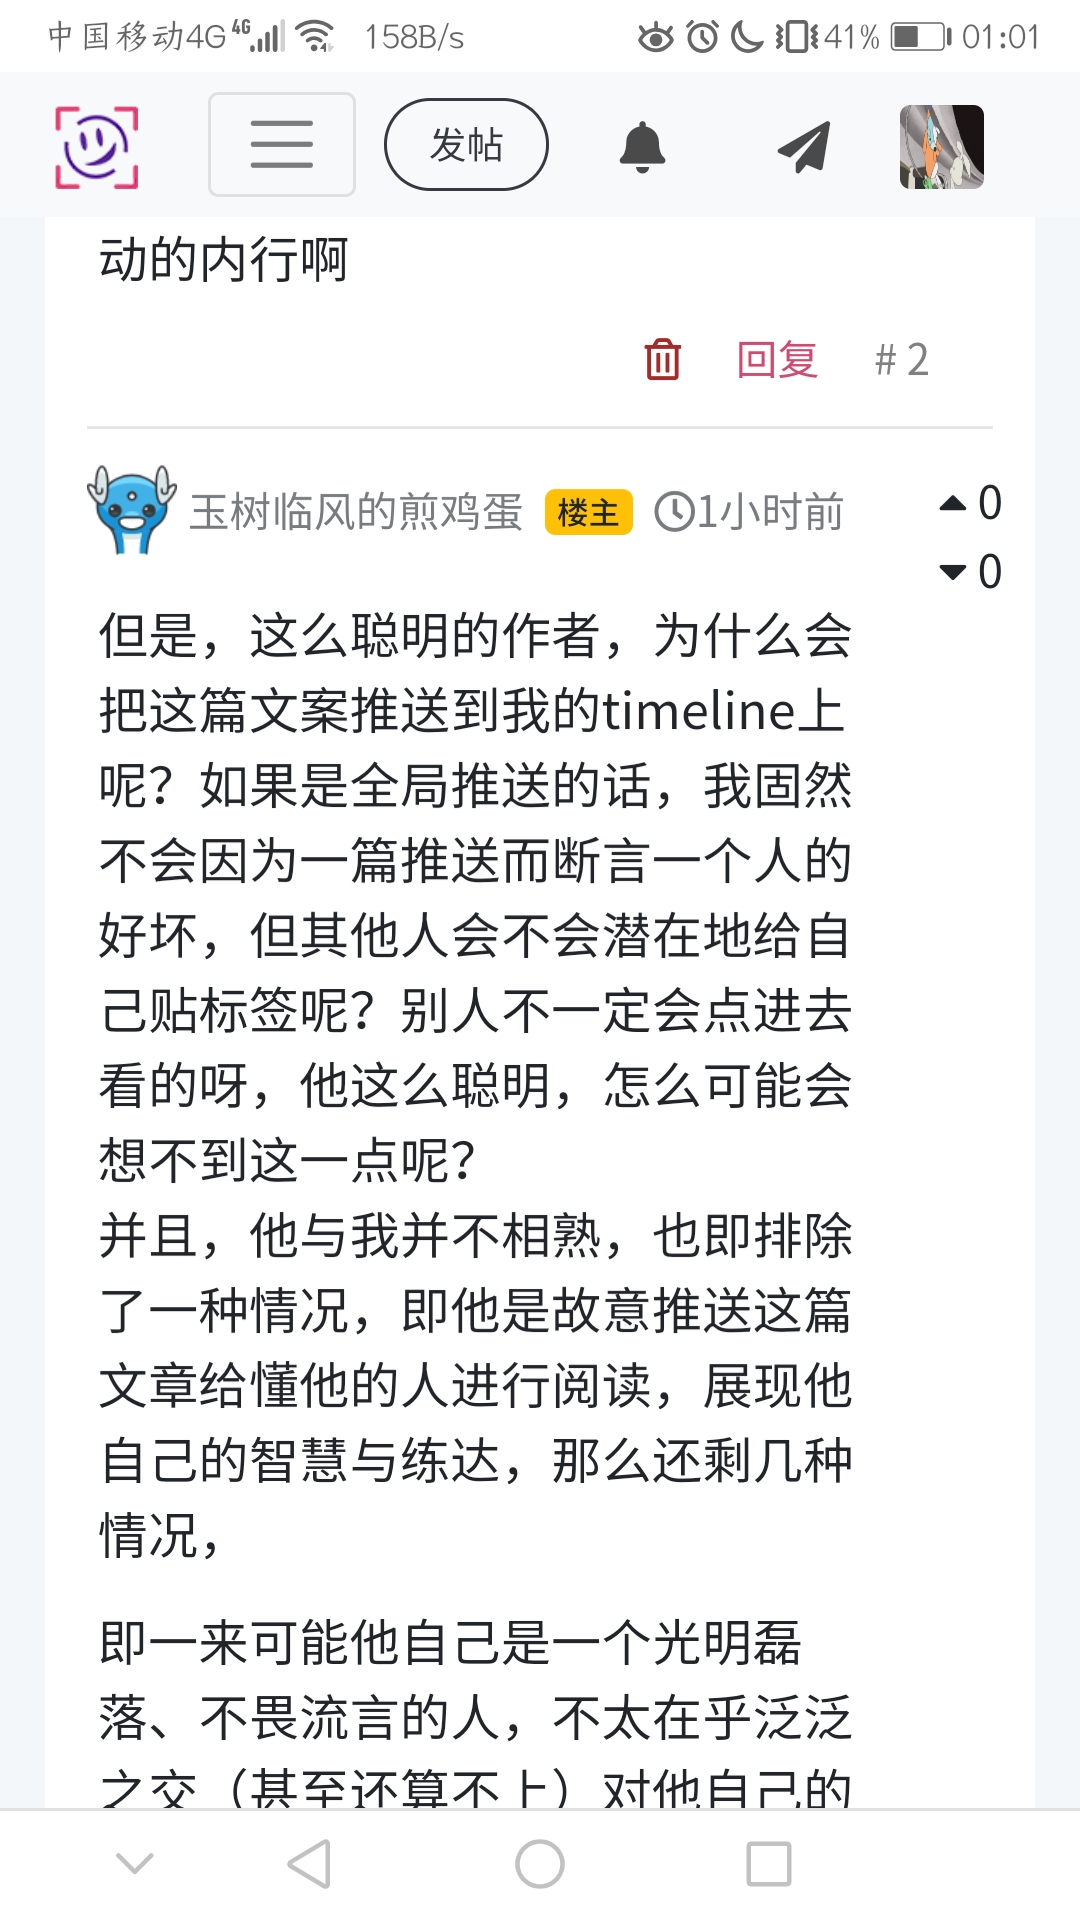 中国移动4G 4G 158B/s 41% 01:01
发帖
动的内行啊
回复 # 2
玉树临风的煎鸡蛋 楼主 1小时前 0
0
但是，这么聪明的作者，为什么会
把这篇文案推送到我的timeline上
呢？如果是全局推送的话，我固然
不会因为一篇推送而断言一个人的
好坏，但其他人会不会潜在地给自
己贴标签呢？别人不一定会点进去
看的呀，他这么聪明，怎么可能会
想不到这一点呢？
并且，他与我并不相熟，也即排除
了一种情况，即他是故意推送这篇
文章给懂他的人进行阅读，展现他
自己的智慧与练达，那么还剩几种
情况，
即一来可能他自己是一个光明磊
落、不畏流言的人，不太在乎泛泛
之交（甚至还算不上）对他自己的